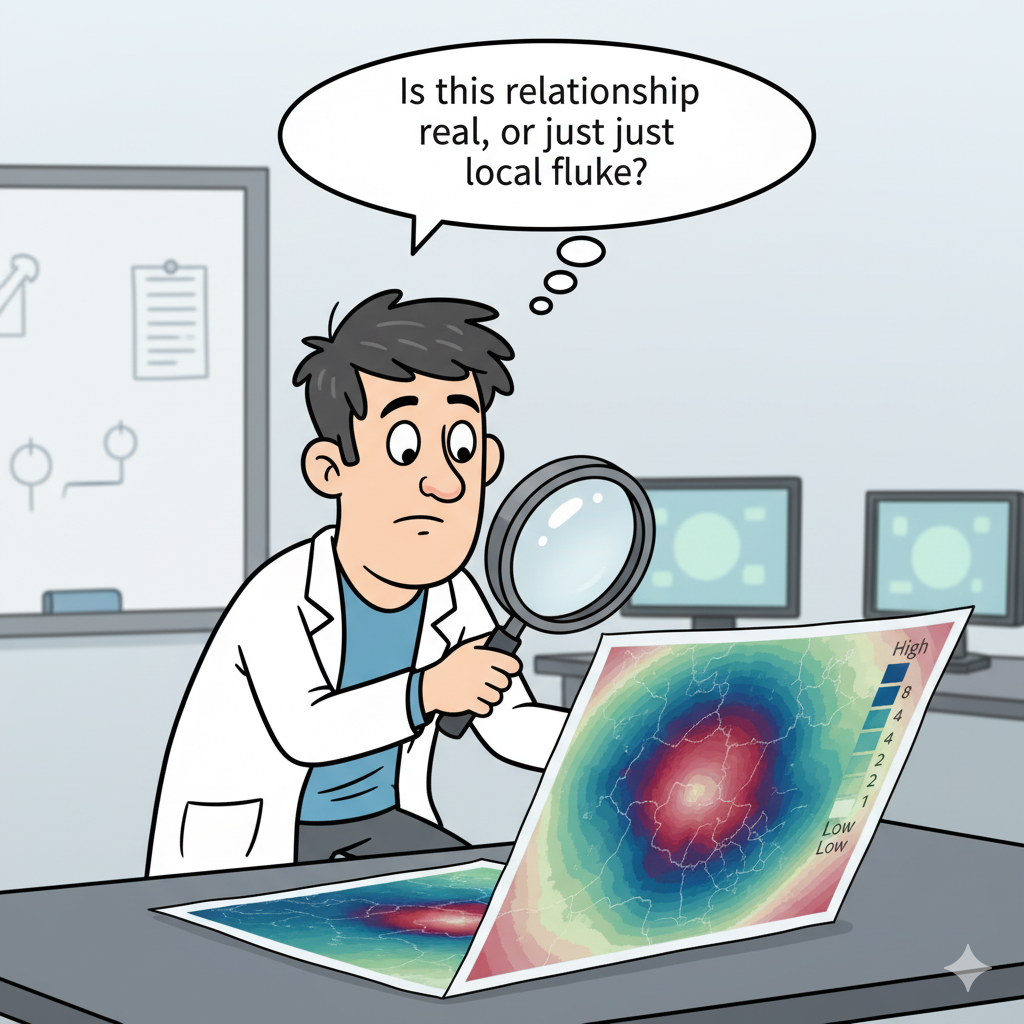 Is this relationship
real, or just just
local fluke?
High
8
4
4
2
2
1
Low
Low